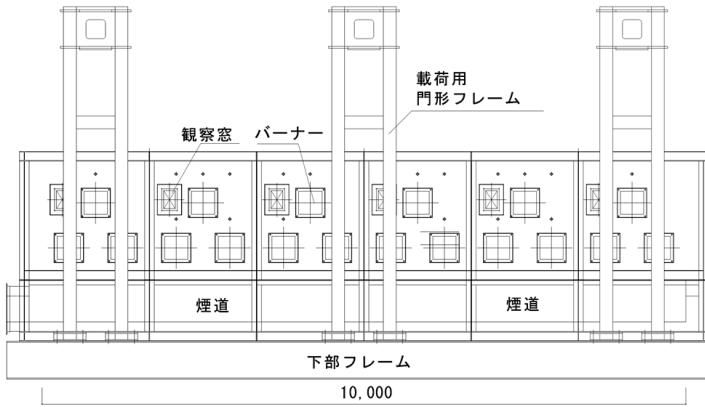 載荷用
門形フレーム
観察窓
バーナー
煙道
煙道
下部フレーム
10,000